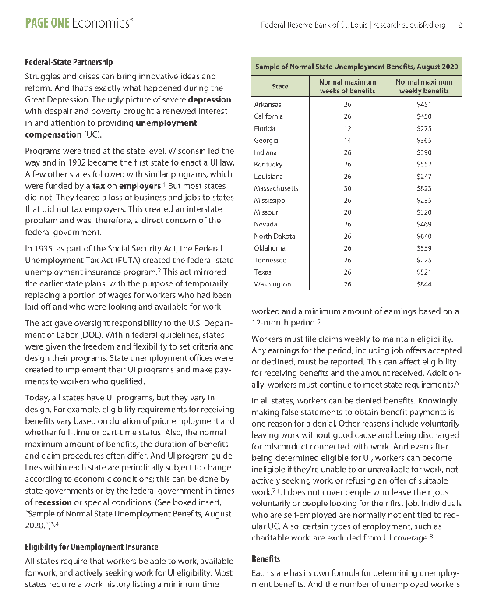 PAGE ONE Economics®
Federal Reserve Bank of St. Louis | research.stlouisfed.org 2
Federal-State Partnership
Struggles and crises can bring innovative ideas and
reform. And that's exactly what happened during the
Great Depression. The ugly picture of severe depression
with despair and poverty brought a renewed interest
in and attention to providing unemployment
compensation (UC).
Programs were tried at the state level. Wisconsin led the
way and in 1932 became the first state to enact a UI law.
A few other states followed with similar programs, which
were funded by a tax on employers.¹ But most states
did not. They feared a loss of business and jobs to states
that did not tax employers. This created an interstate
problem and was, therefore, a direct concern of the
federal government.
In 1935, as part of the Social Security Act, the Federal
Unemployment Tax Act (FUTA) created the federal-state
unemployment insurance program.² This act mirrored
the earlier state plans, with the purpose of temporarily
replacing a portion of wages for workers who had been
laid off and who were looking and available for work.
The act gave oversight responsibility to the U.S. Depart-
ment of Labor (DOL). Within federal guidelines, states
were given the freedom and flexibility to set criteria and
design their programs. State unemployment offices were
created to implement their UI programs and make pay-
ments to workers who qualified.
Today, all states have UI programs, but they vary in
design. For example, eligibility requirements for receiving
benefits vary based on duration of prior employment and
whether full-time or part-time status. Also, the normal
maximum amount of benefits, the duration of benefits
and claim procedures often differ. And UI program guide-
lines within each state are periodically subject to change
according to economic conditions; this can be done by
state governments or by the federal government in times
of recession or special conditions. (See boxed insert,
"Sample of Normal State Unemployment Benefits, August
2020.")
Eligibility for Unemployment Insurance
All states require that workers be able to work, available
for work, and actively seeking work for UI eligibility. Most
states require a work history listing a minimum time
Sample of Normal State Unemployment Benefits, August 2020
State Normal maximum weeks of benefits Normal maximum weekly benefits
Arkansas 26 $451
California 26 $450
Florida 12 $275
Georgia 14 $365
Indiana 26 $390
Kentucky 26 $552
Louisiana 26 $247
Massachusetts 30 $823
Mississippi 26 $235
Missouri 20 $320
Nevada 26 $469
North Dakota 26 $640
Oklahoma 26 $539
Tennessee 26 $275
Texas 26 $521
Washington 26 $844
worked and a minimum amount of earnings based on a
12-month period.
Workers must file claims weekly to maintain eligibility.
Any earnings for the period, including job offers accepted
or declined, must be reported. This can affect eligibility
for receiving benefits and the amount received. Addition-
ally, workers must continue to meet state requirements.
In all states, workers can be denied benefits. Knowingly
making false statements to obtain benefit payments is
one reason for a denial. Other reasons include voluntarily
leaving work without good cause and being discharged
for misconduct connected with work. And even after
being determined eligible for UI, workers can become
ineligible if they're unable to or unavailable for work, not
actively seeking work, or refusing an offer of suitable
work. UI does not cover people who leave their jobs
voluntarily or people looking for their first job. Individuals
who are self-employed are normally not entitled to reg-
ular UC. Also, certain types of employment, such as
charitable work, are excluded from UI coverage.
Benefits
Each state has its own formula for determining unemploy-
ment benefits. And the number of unemployed workers